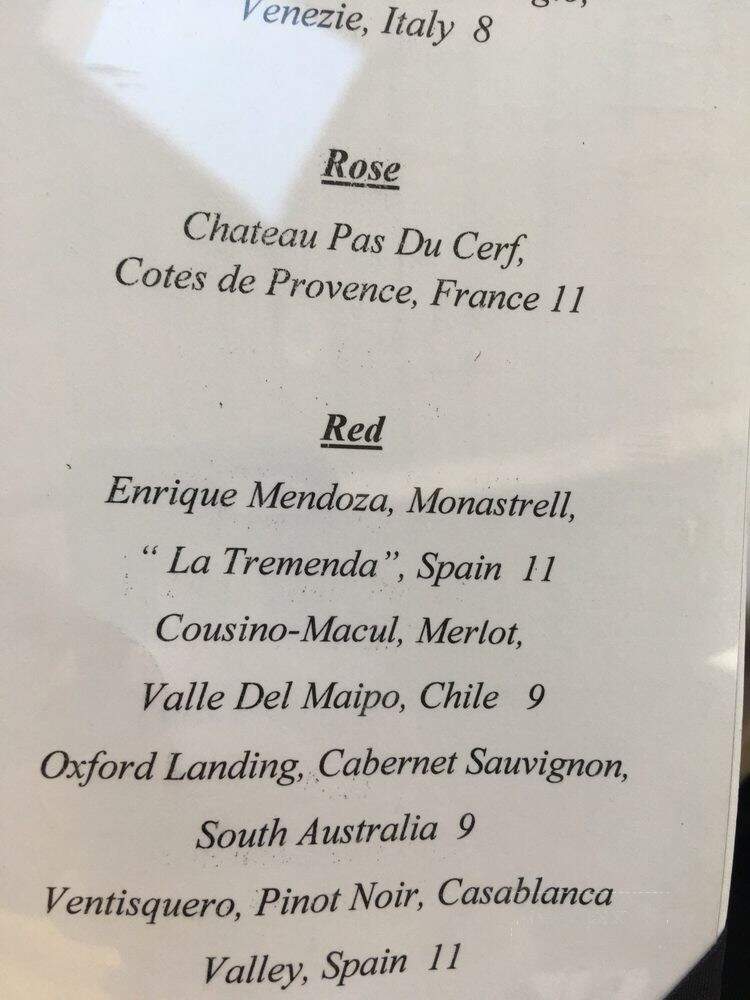 Venezie, Italy 8
Rose
Chateau Pas Du Cerf,
Cotes de Provence, France 11
Red
Enrique Mendoza, Monastrell,
“ La Tremenda”, Spain 11
Cousino-Macul, Merlot,
Valle Del Maipo, Chile 9
Oxford Landing, Cabernet Sauvignon,
South Australia 9
Ventisquero, Pinot Noir, Casablanca
Valley, Spain 11